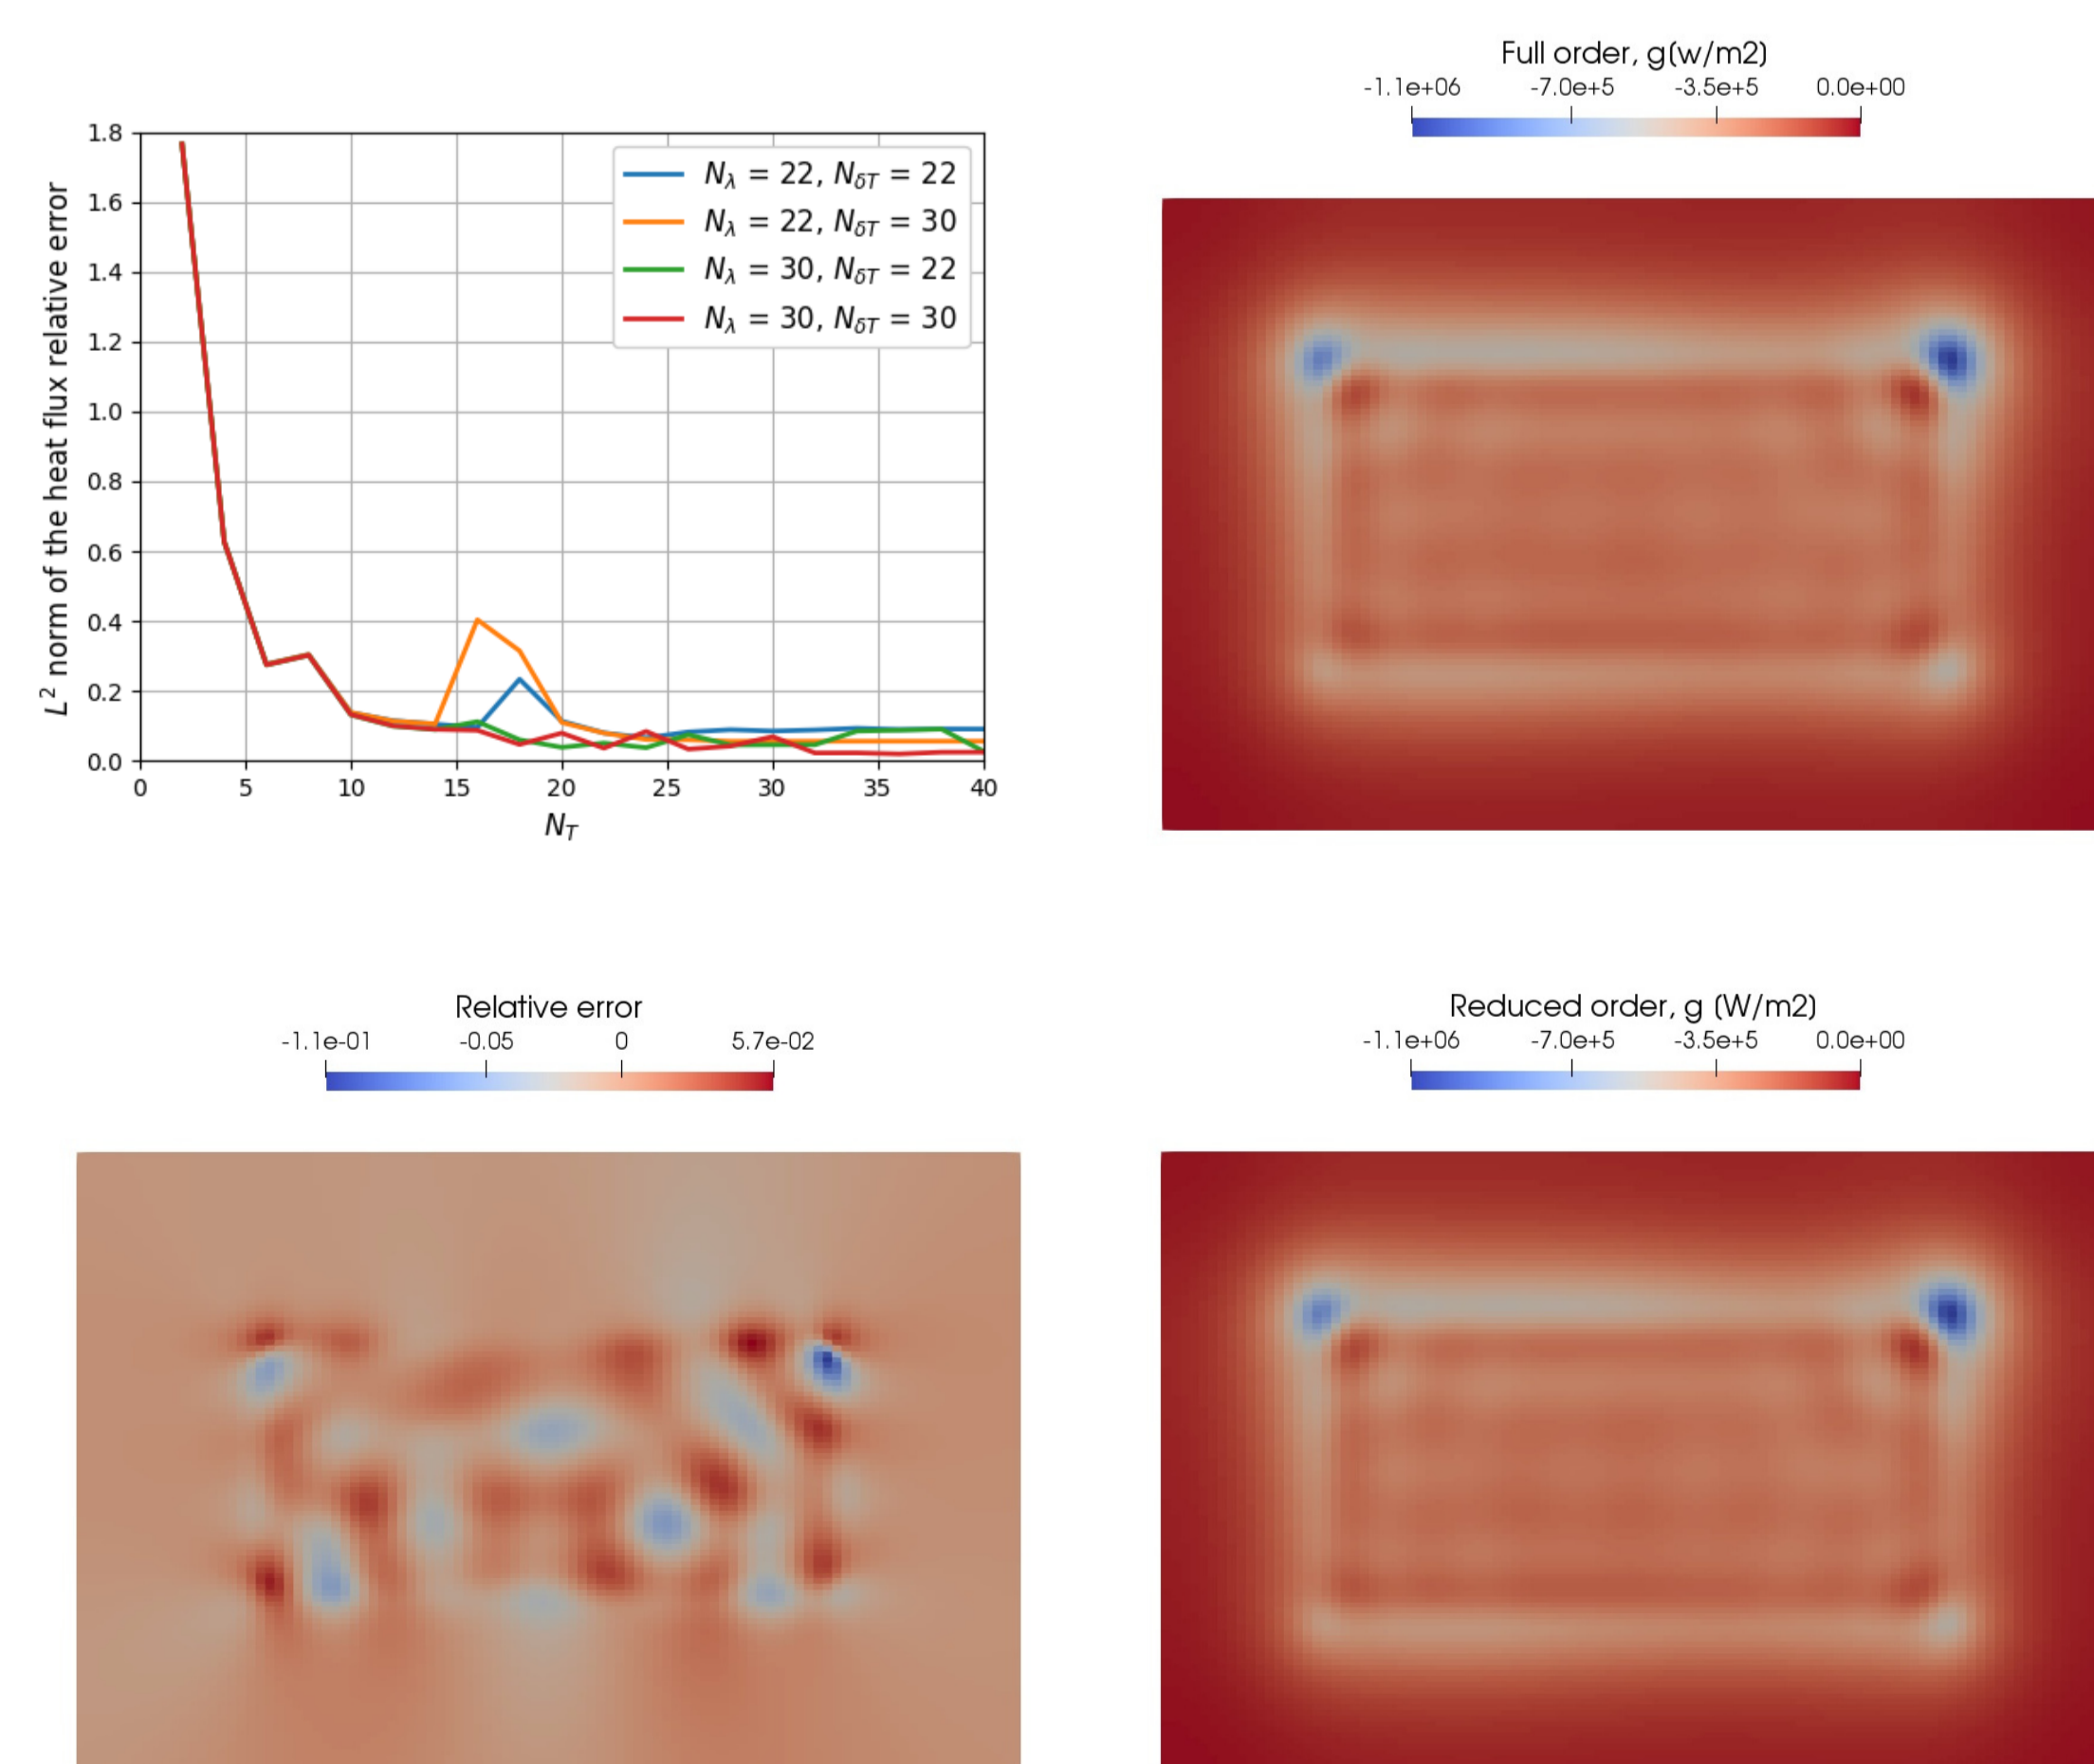 Full order, g(w/m2)
-1.1e+06 -7.0e+5 -3.5e+5 0.0e+00
L² norm of the heat flux relative error
1.8
1.6
1.4
1.2
1.0
0.8
0.6
0.4
0.2
0.0
Nλ = 22, NδT = 22
Nλ = 22, NδT = 30
Nλ = 30, NδT = 22
Nλ = 30, NδT = 30
0 5 10 15 20 25 30 35 40
NT
Relative error
-1.1e-01 -0.05 0 5.7e-02
Reduced order, g (W/m2)
-1.1e+06 -7.0e+5 -3.5e+5 0.0e+00